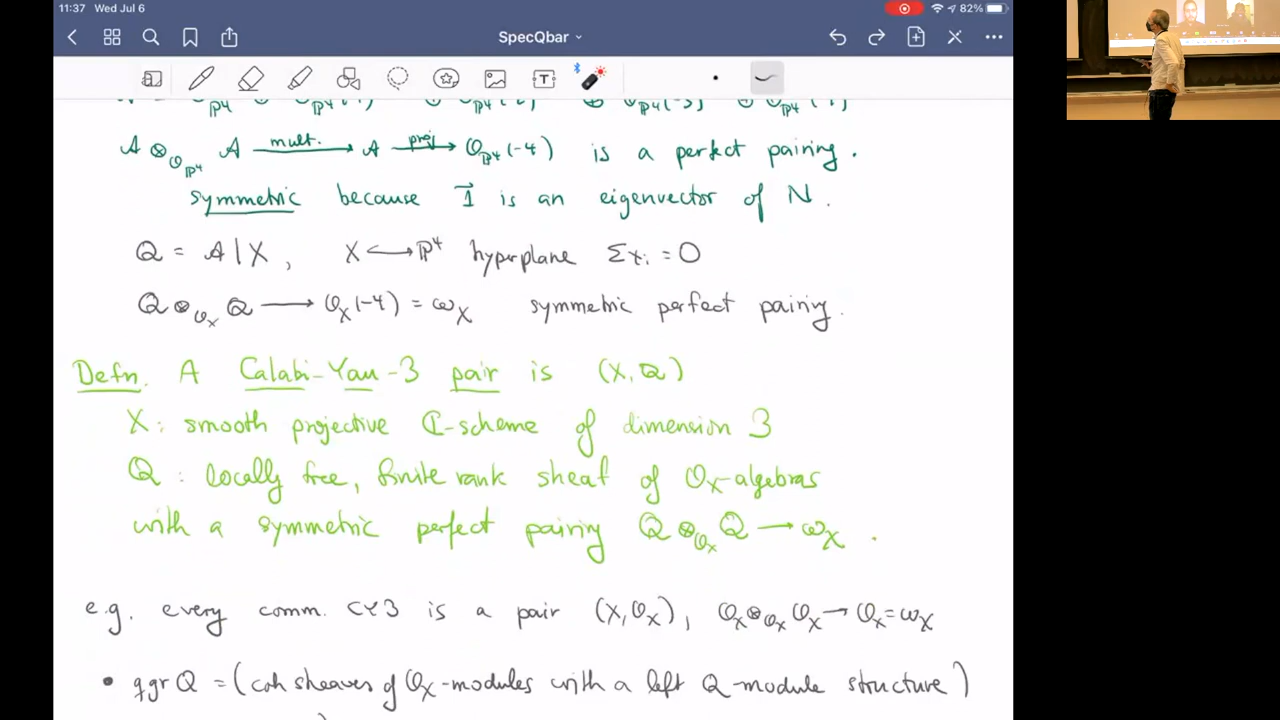 11:37 Wed Jul 6
82%
SpecQbar
A ⊗_{O_{ℙ⁴}} A —mult.→ A —proj→ O_{ℙ⁴}(-4) is a perfect pairing.
symmetric because 1⃗ is an eigenvector of N.
Q = A|X, X ↪ ℙ⁴ hyperplane Σxᵢ = 0
Q ⊗_{O_X} Q ⟶ O_X(-4) = ω_X symmetric perfect pairing.
Defn. A Calabi-Yau-3 pair is (X, Q)
X: smooth projective ℂ-scheme of dimension 3
Q: locally free, finite rank sheaf of O_X-algebras
with a symmetric perfect pairing Q ⊗_{O_X} Q → ω_X.
e.g. every comm. CY3 is a pair (X, O_X), O_X ⊗_{O_X} O_X → O_X = ω_X
• qgr Q = (coh sheaves of O_X-modules with a left Q-module structure)